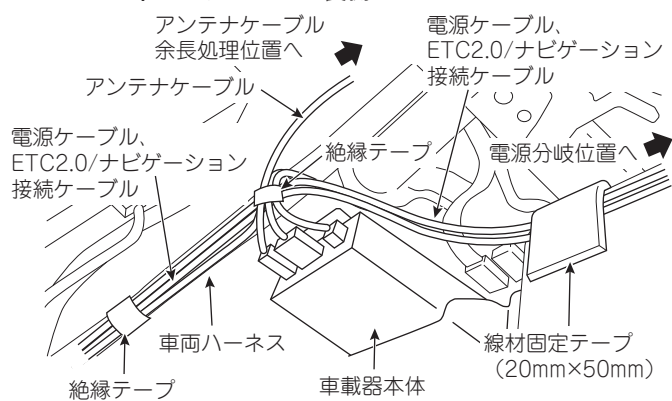 アンテナケーブル
余長処理位置へ
電源ケーブル、
ETC2.0/ナビゲーション
接続ケーブル
アンテナケーブル
電源ケーブル、
ETC2.0/ナビゲーション
接続ケーブル
絶縁テープ
電源分岐位置へ
車両ハーネス
線材固定テープ
（20mm×50mm）
絶縁テープ
車載器本体